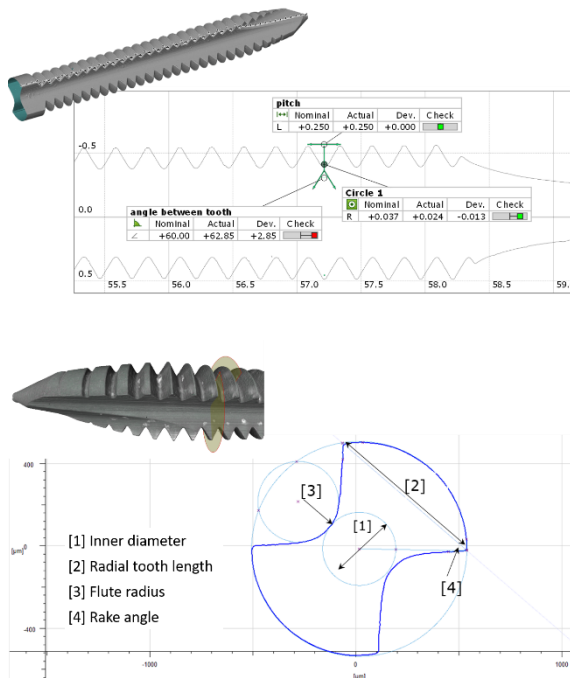 pitch
Nominal Actual Dev. Check
L +0.250 +0.250 +0.000
-0.5
Circle 1
Nominal Actual Dev. Check
R +0.037 +0.024 -0.013
angle between tooth
Nominal Actual Dev. Check
∠ +60.00 +62.85 +2.85
0.0
0.5
55.5 56.0 56.5 57.0 57.5 58.0 58.5 59.
400
[µm] 0
-400
[1] Inner diameter
[2] Radial tooth length
[3] Flute radius
[4] Rake angle
[3]
[2]
[1]
[4]
-1000 0 1000
[µm]